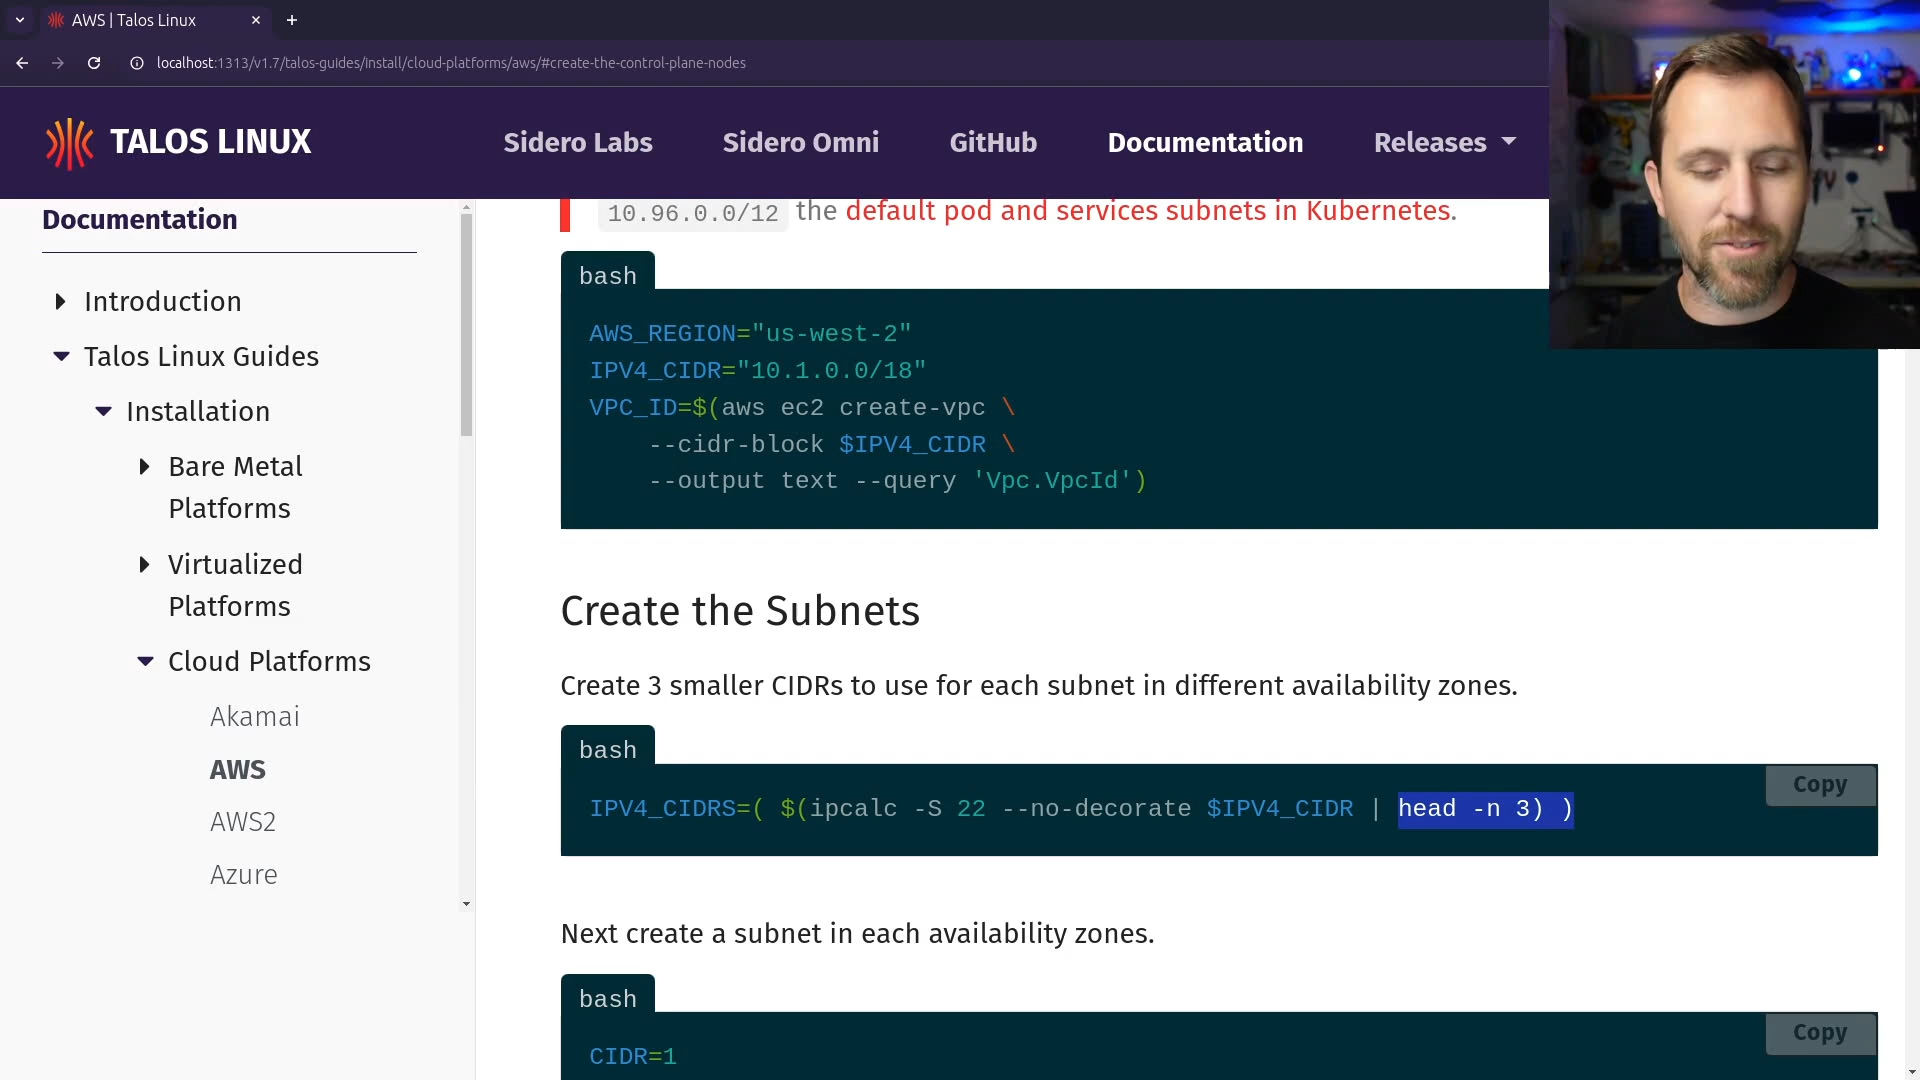 AWS | Talos Linux
localhost:1313/v1.7/talos-guides/install/cloud-platforms/aws/#create-the-control-plane-nodes
TALOS LINUX
Sidero Labs
Sidero Omni
GitHub
Documentation
Releases
Documentation
Introduction
Talos Linux Guides
Installation
Bare Metal
Platforms
Virtualized
Platforms
Cloud Platforms
Akamai
AWS
AWS2
Azure
10.96.0.0/12 the default pod and services subnets in Kubernetes.
bash
AWS_REGION="us-west-2"
IPV4_CIDR="10.1.0.0/18"
VPC_ID=$(aws ec2 create-vpc \
--cidr-block $IPV4_CIDR \
--output text --query 'Vpc.VpcId')
Create the Subnets
Create 3 smaller CIDRs to use for each subnet in different availability zones.
bash
Copy
IPV4_CIDRS=( $(ipcalc -S 22 --no-decorate $IPV4_CIDR | head -n 3) )
Next create a subnet in each availability zones.
bash
Copy
CIDR=1